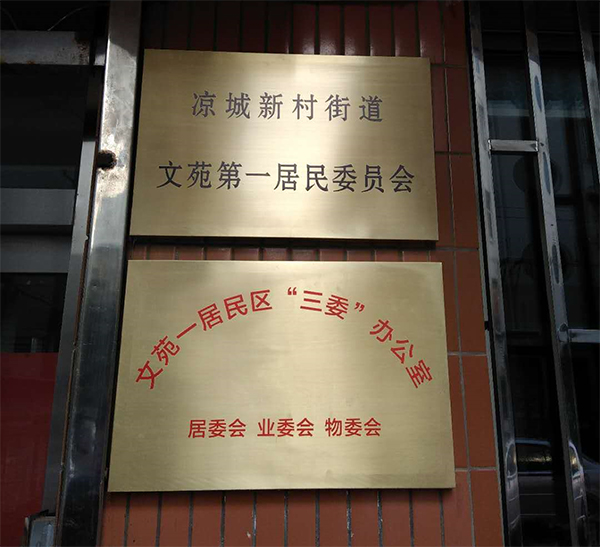 凉城新村街道
文苑第一居民委员会
文苑一居民区“三委”办公室
居委会 业委会 物委会